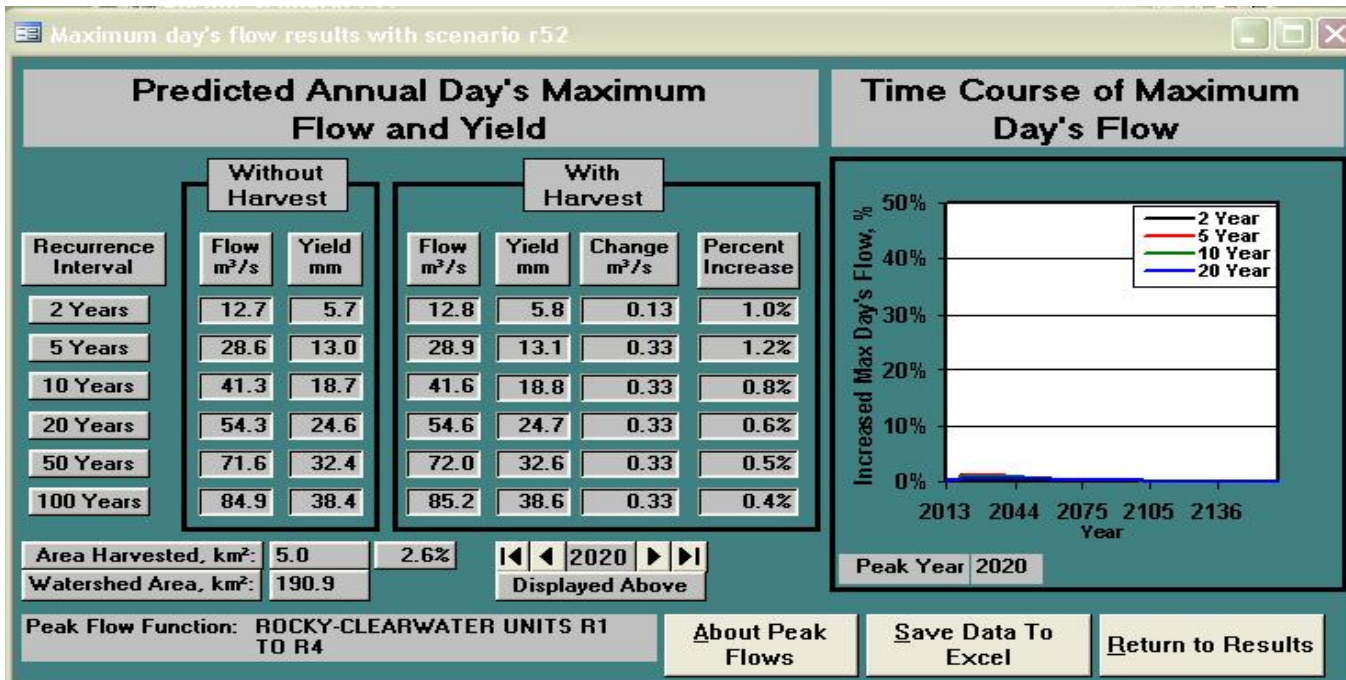 Maximum day's flow results with scenario r52
Predicted Annual Day's Maximum
Flow and Yield
Time Course of Maximum
Day's Flow
Without
Harvest
With
Harvest
Recurrence
Interval
Flow
m³/s
Yield
mm
Flow
m³/s
Yield
mm
Change
m³/s
Percent
Increase
2 Years 12.7 5.7 12.8 5.8 0.13 1.0%
5 Years 28.6 13.0 28.9 13.1 0.33 1.2%
10 Years 41.3 18.7 41.6 18.8 0.33 0.8%
20 Years 54.3 24.6 54.6 24.7 0.33 0.6%
50 Years 71.6 32.4 72.0 32.6 0.33 0.5%
100 Years 84.9 38.4 85.2 38.6 0.33 0.4%
Area Harvested, km²: 5.0 2.6%
Watershed Area, km²: 190.9
2020
Displayed Above
Increased Max Day's Flow, %
50%
40%
30%
20%
10%
0%
2 Year
5 Year
10 Year
20 Year
2013 2044 2075 2105 2136
Year
Peak Year 2020
Peak Flow Function: ROCKY-CLEARWATER UNITS R1
TO R4
About Peak
Flows
Save Data To
Excel
Return to Results